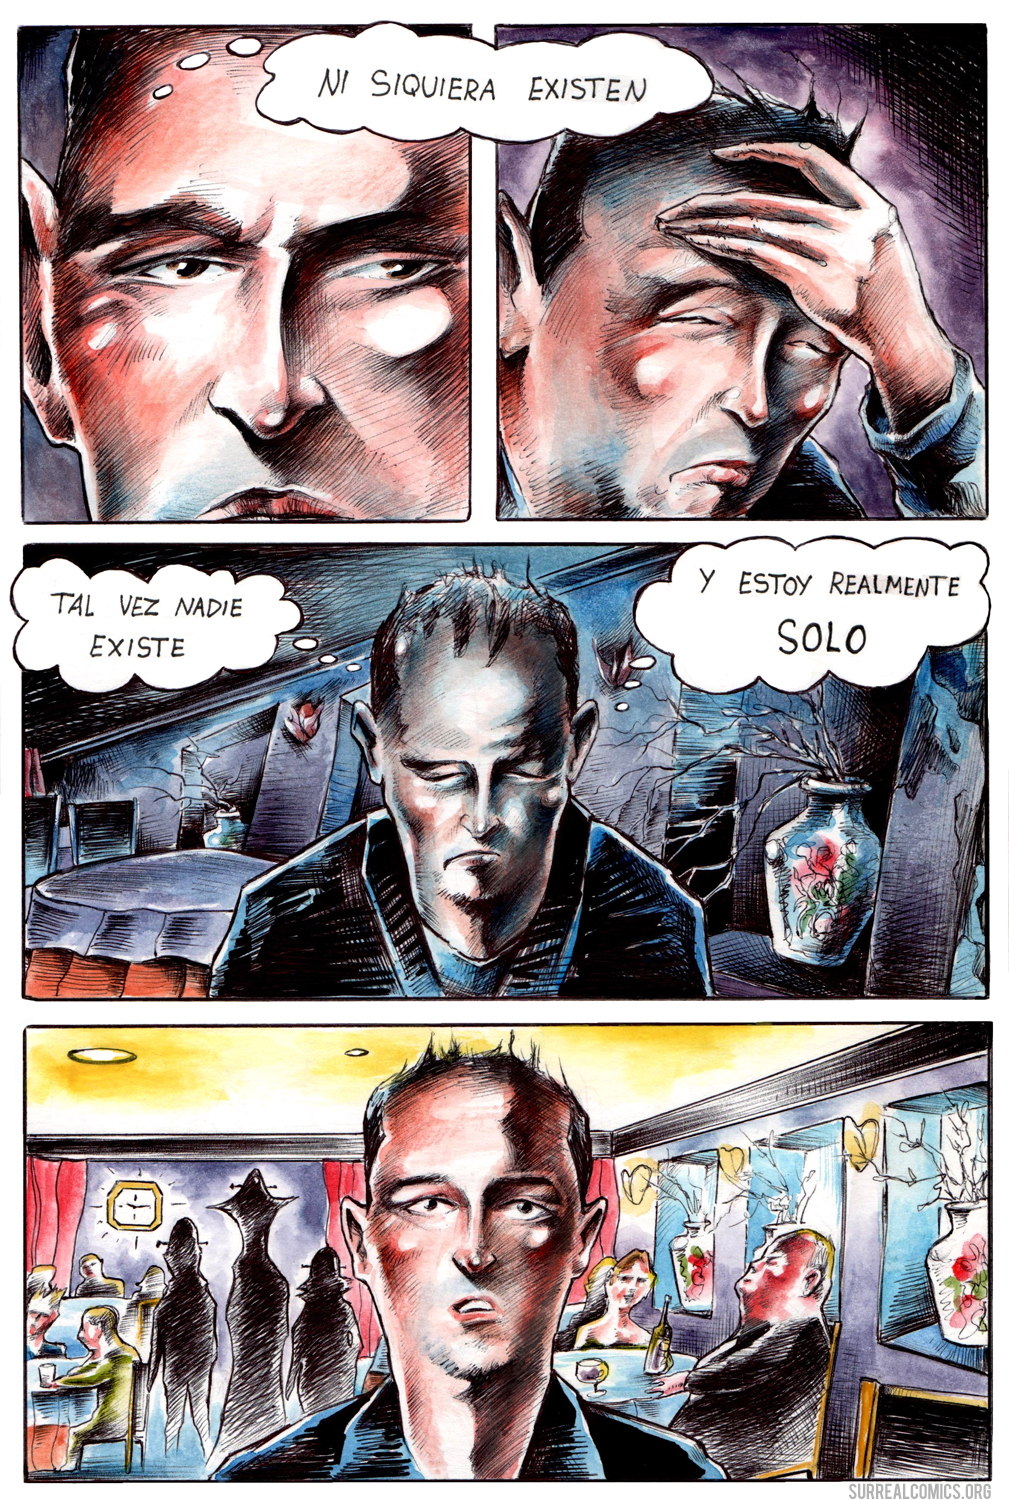 NI SIQUIERA EXISTEN
TAL VEZ NADIE
EXISTE
Y ESTOY REALMENTE
SOLO
SURREALCOMICS.ORG